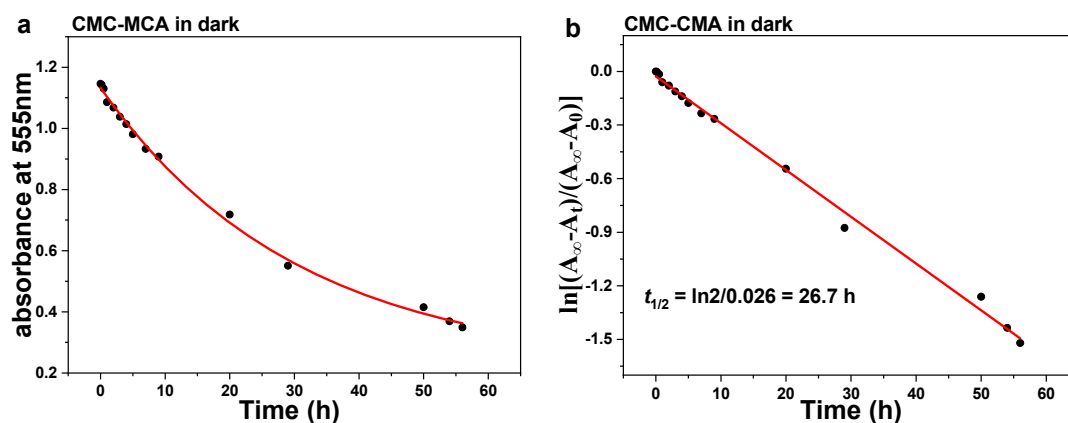 a
CMC-MCA in dark
absorbance at 555nm
1.2
1.0
0.8
0.6
0.4
0.2
0
10
20
30
40
50
60
Time (h)
b
CMC-CMA in dark
ln[(A∞-At)/(A∞-A0)]
0.0
-0.3
-0.6
-0.9
-1.2
-1.5
t1/2 = ln2/0.026 = 26.7 h
0
10
20
30
40
50
60
Time (h)